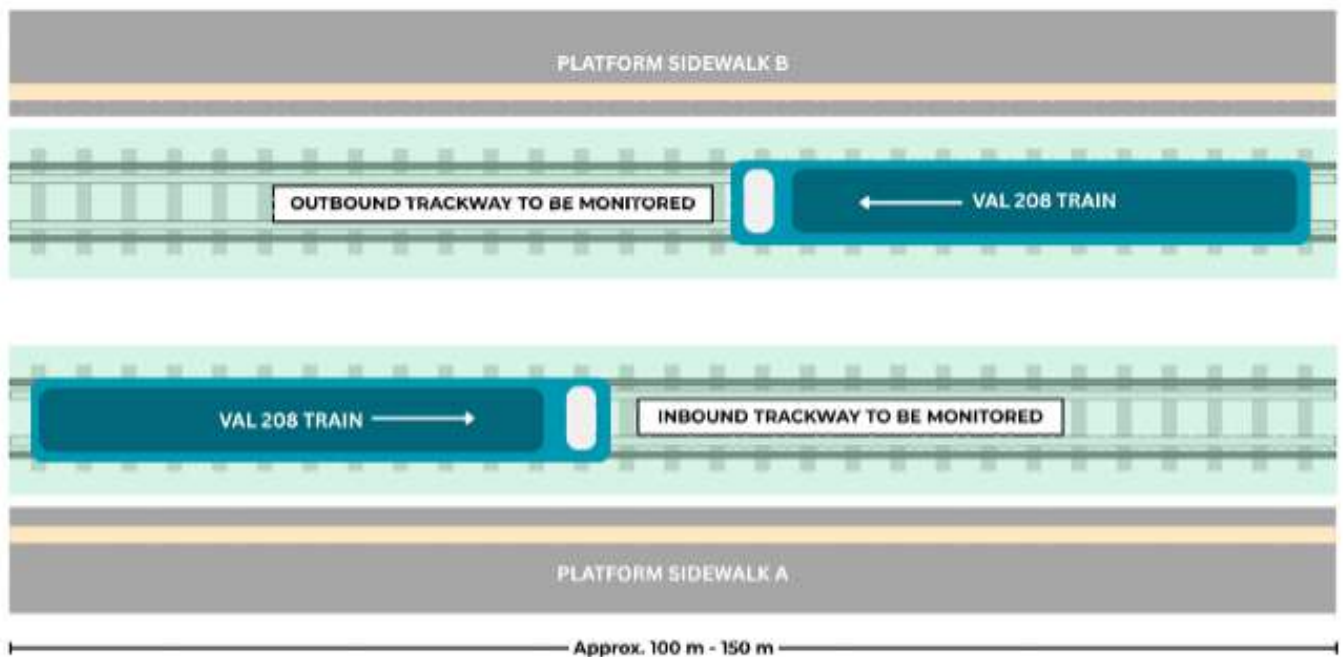 PLATFORM SIDEWALK B
OUTBOUND TRACKWAY TO BE MONITORED
VAL 208 TRAIN
VAL 208 TRAIN
INBOUND TRACKWAY TO BE MONITORED
PLATFORM SIDEWALK A
Approx. 100 m - 150 m